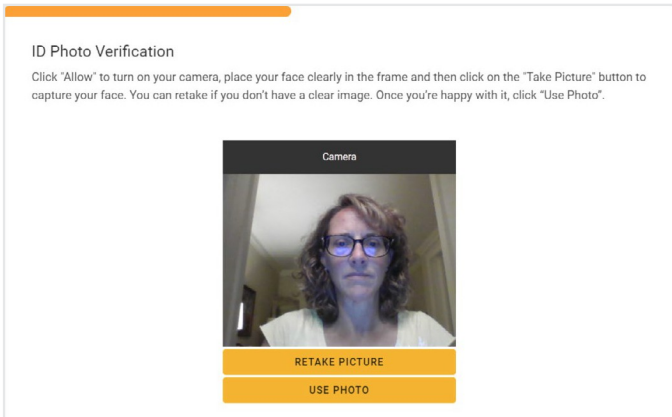 ID Photo Verification
Click "Allow" to turn on your camera, place your face clearly in the frame and then click on the "Take Picture" button to
capture your face. You can retake if you don't have a clear image. Once you're happy with it, click “Use Photo”.
Camera
RETAKE PICTURE
USE PHOTO